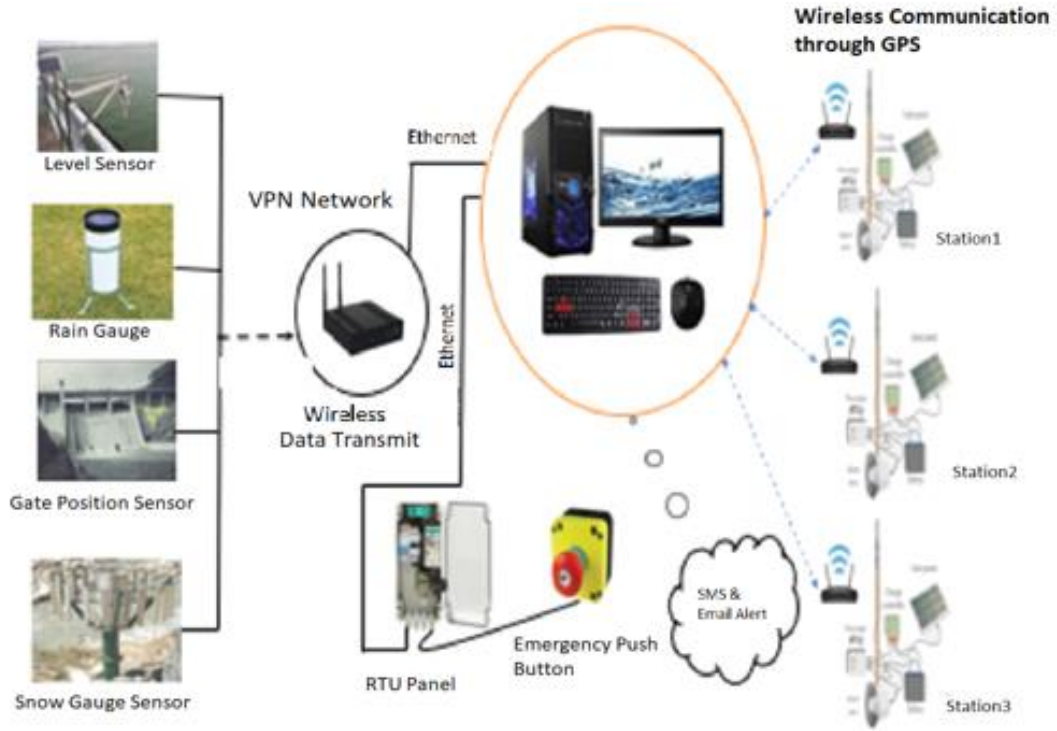 Wireless Communication
through GPS
Level Sensor
Rain Gauge
Gate Position Sensor
Snow Gauge Sensor
VPN Network
Wireless
Data Transmit
Ethernet
Ethernet
RTU Panel
Emergency Push
Button
SMS &
Email Alert
Station1
Station2
Station3